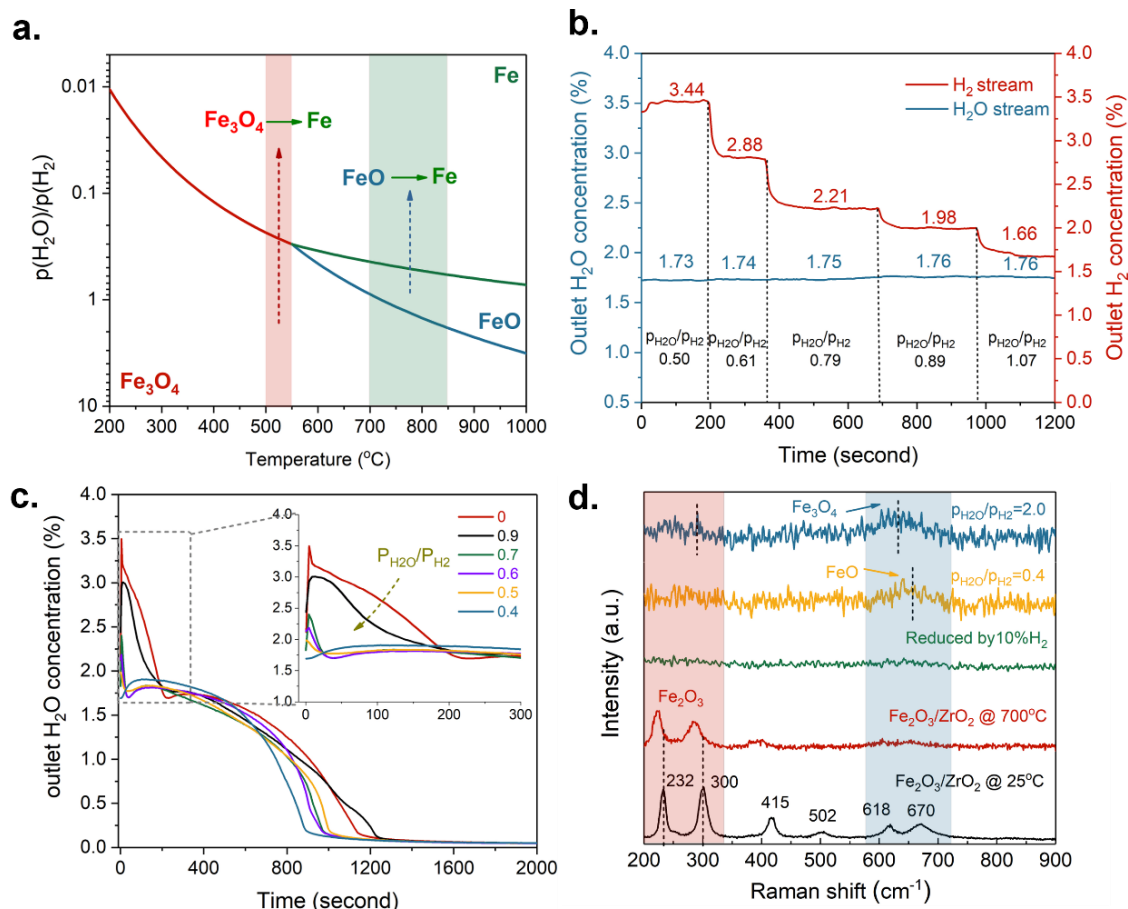 a.
0.01
0.1
1
10
p(H₂O)/p(H₂)
Fe
Fe₃O₄ Fe
FeO Fe
FeO
Fe₃O₄
200 300 400 500 600 700 800 900 1000
Temperature (°C)
b.
4.0
3.5
3.0
2.5
2.0
1.5
1.0
0.5
Outlet H₂O concentration (%)
H₂ stream
H₂O stream
3.44
2.88
2.21
1.98
1.66
1.73
1.74
1.75
1.76
1.76
pH₂O/pH₂
0.50
pH₂O/pH₂
0.61
pH₂O/pH₂
0.79
pH₂O/pH₂
0.89
pH₂O/pH₂
1.07
4.0
3.5
3.0
2.5
2.0
1.5
1.0
0.5
0.0
Outlet H₂ concentration (%)
0 200 400 600 800 1000 1200
Time (second)
c.
4.0
3.5
3.0
2.5
2.0
1.5
1.0
0.5
0.0
outlet H₂O concentration (%)
4.0
3.5
3.0
2.5
2.0
1.5
1.0
0 100 200 300
PH₂O/PH₂
0
0.9
0.7
0.6
0.5
0.4
0 400 800 1200 1600 2000
Time (second)
d.
Intensity (a.u.)
Fe₃O₄
pH₂O/pH₂=2.0
FeO
pH₂O/pH₂=0.4
Reduced by10%H₂
Fe₂O₃
Fe₂O₃/ZrO₂ @ 700°C
Fe₂O₃/ZrO₂ @ 25°C
232
300
415
502
618
670
200 300 400 500 600 700 800 900
Raman shift (cm⁻¹)